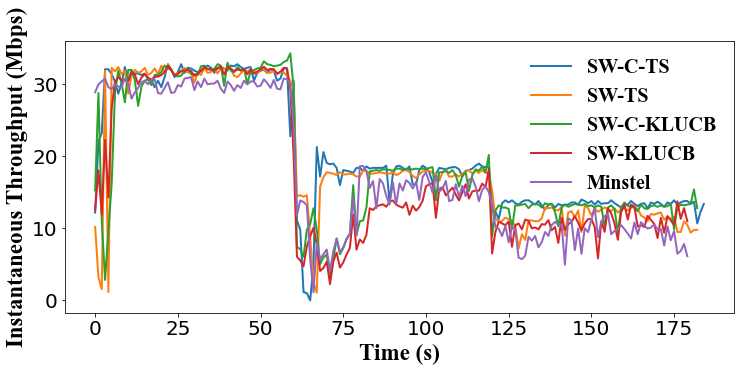 Instantaneous Throughput (Mbps)
30
20
10
0
SW-C-TS
SW-TS
SW-C-KLUCB
SW-KLUCB
Minstel
0 25 50 75 100 125 150 175
Time (s)